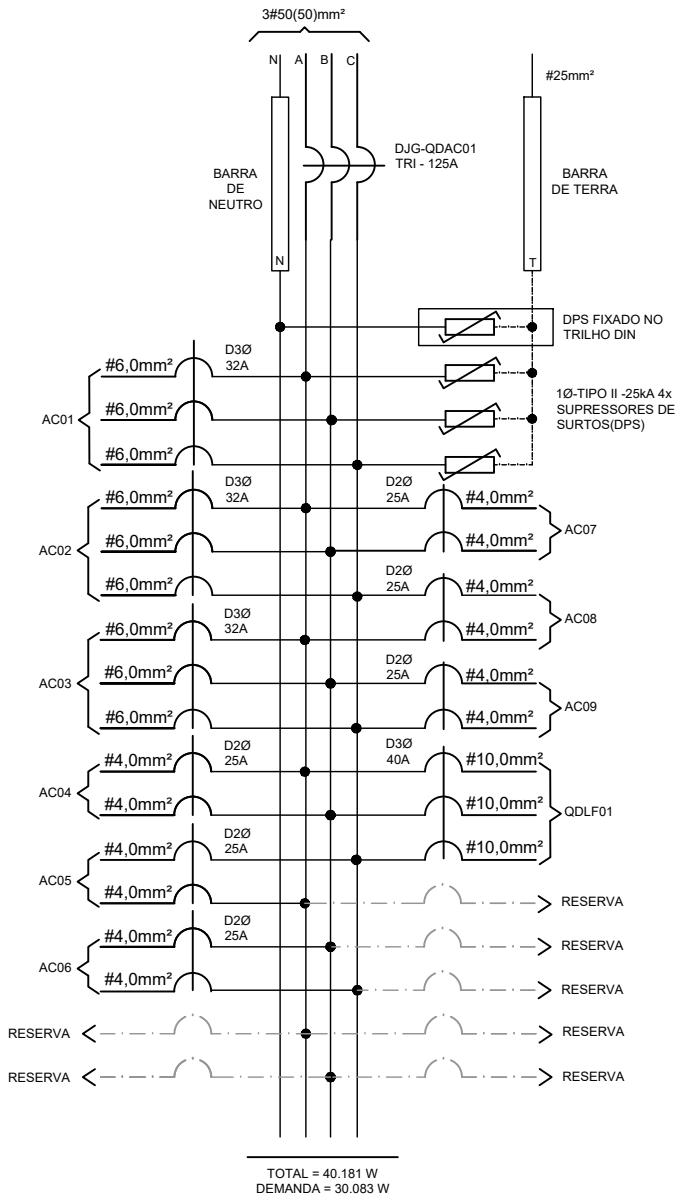 3#50(50)mm²
N A B C
#25mm²
DJG-QDAC01
TRI - 125A
BARRA
DE
NEUTRO
BARRA
DE TERRA
N
T
DPS FIXADO NO
TRILHO DIN
1Ø-TIPO II -25kA 4x
SUPRESSORES DE
SURTOS(DPS)
AC01
#6,0mm²
D3Ø
32A
#6,0mm²
#6,0mm²
AC02
#6,0mm²
D3Ø
32A
#6,0mm²
#6,0mm²
D2Ø
25A
#4,0mm²
#4,0mm²
AC07
D2Ø
25A
#4,0mm²
#4,0mm²
AC08
AC03
#6,0mm²
D3Ø
32A
#6,0mm²
#6,0mm²
D2Ø
25A
#4,0mm²
#4,0mm²
AC09
AC04
#4,0mm²
D2Ø
25A
#4,0mm²
D3Ø
40A
#10,0mm²
#10,0mm²
#10,0mm²
QDLF01
AC05
#4,0mm²
D2Ø
25A
#4,0mm²
RESERVA
AC06
#4,0mm²
D2Ø
25A
#4,0mm²
RESERVA
RESERVA
RESERVA
RESERVA
RESERVA
RESERVA
TOTAL = 40.181 W
DEMANDA = 30.083 W